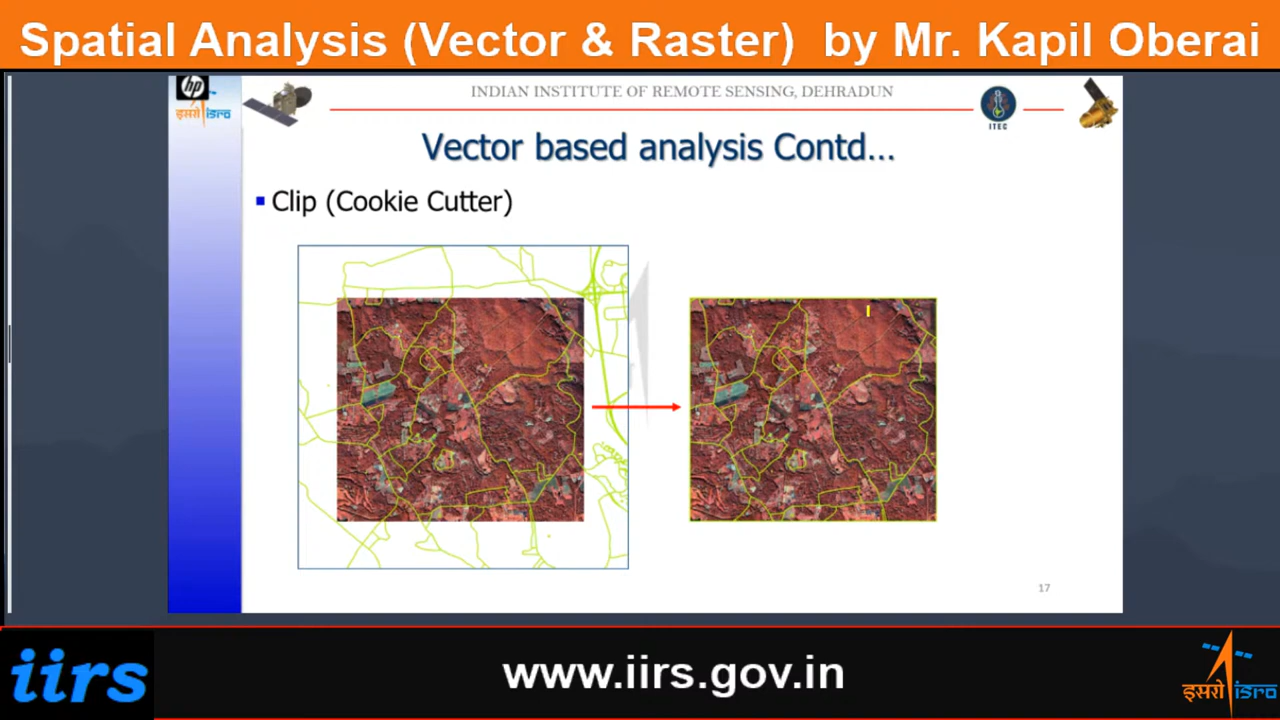 Spatial Analysis (Vector & Raster) by Mr. Kapil Oberai
hp
इसरो isro
INDIAN INSTITUTE OF REMOTE SENSING, DEHRADUN
ITEC
Vector based analysis Contd…
Clip (Cookie Cutter)
17
iirs
www.iirs.gov.in
इसरो isro